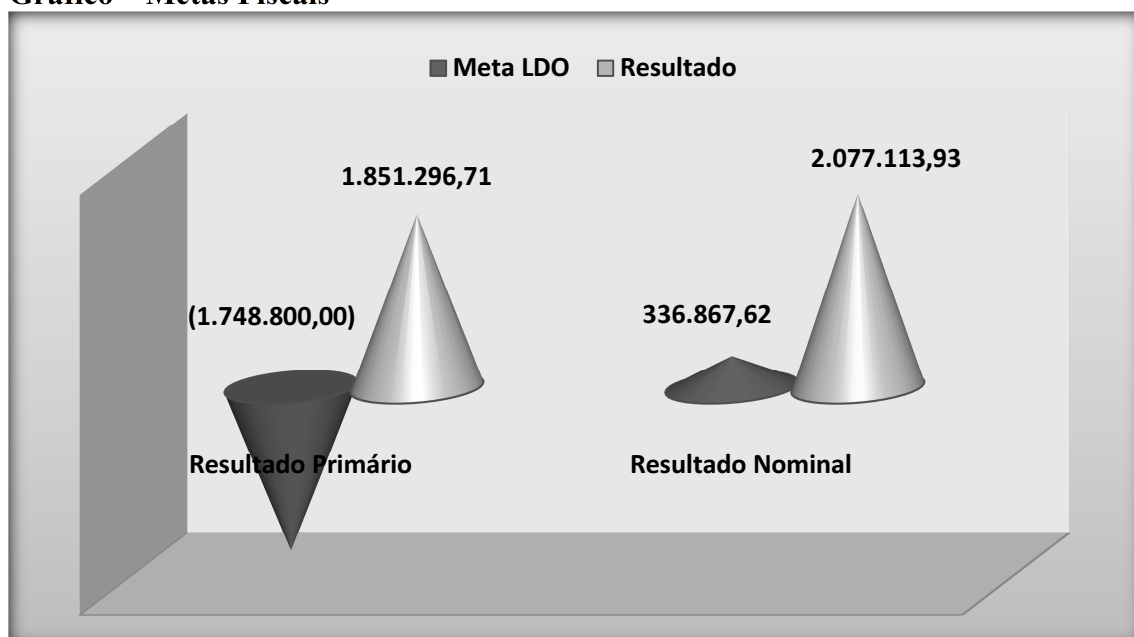 Gráfico – Metas Fiscais
Meta LDO Resultado
2.077.113,93
1.851.296,71
(1.748.800,00)
336.867,62
Resultado Primário
Resultado Nominal